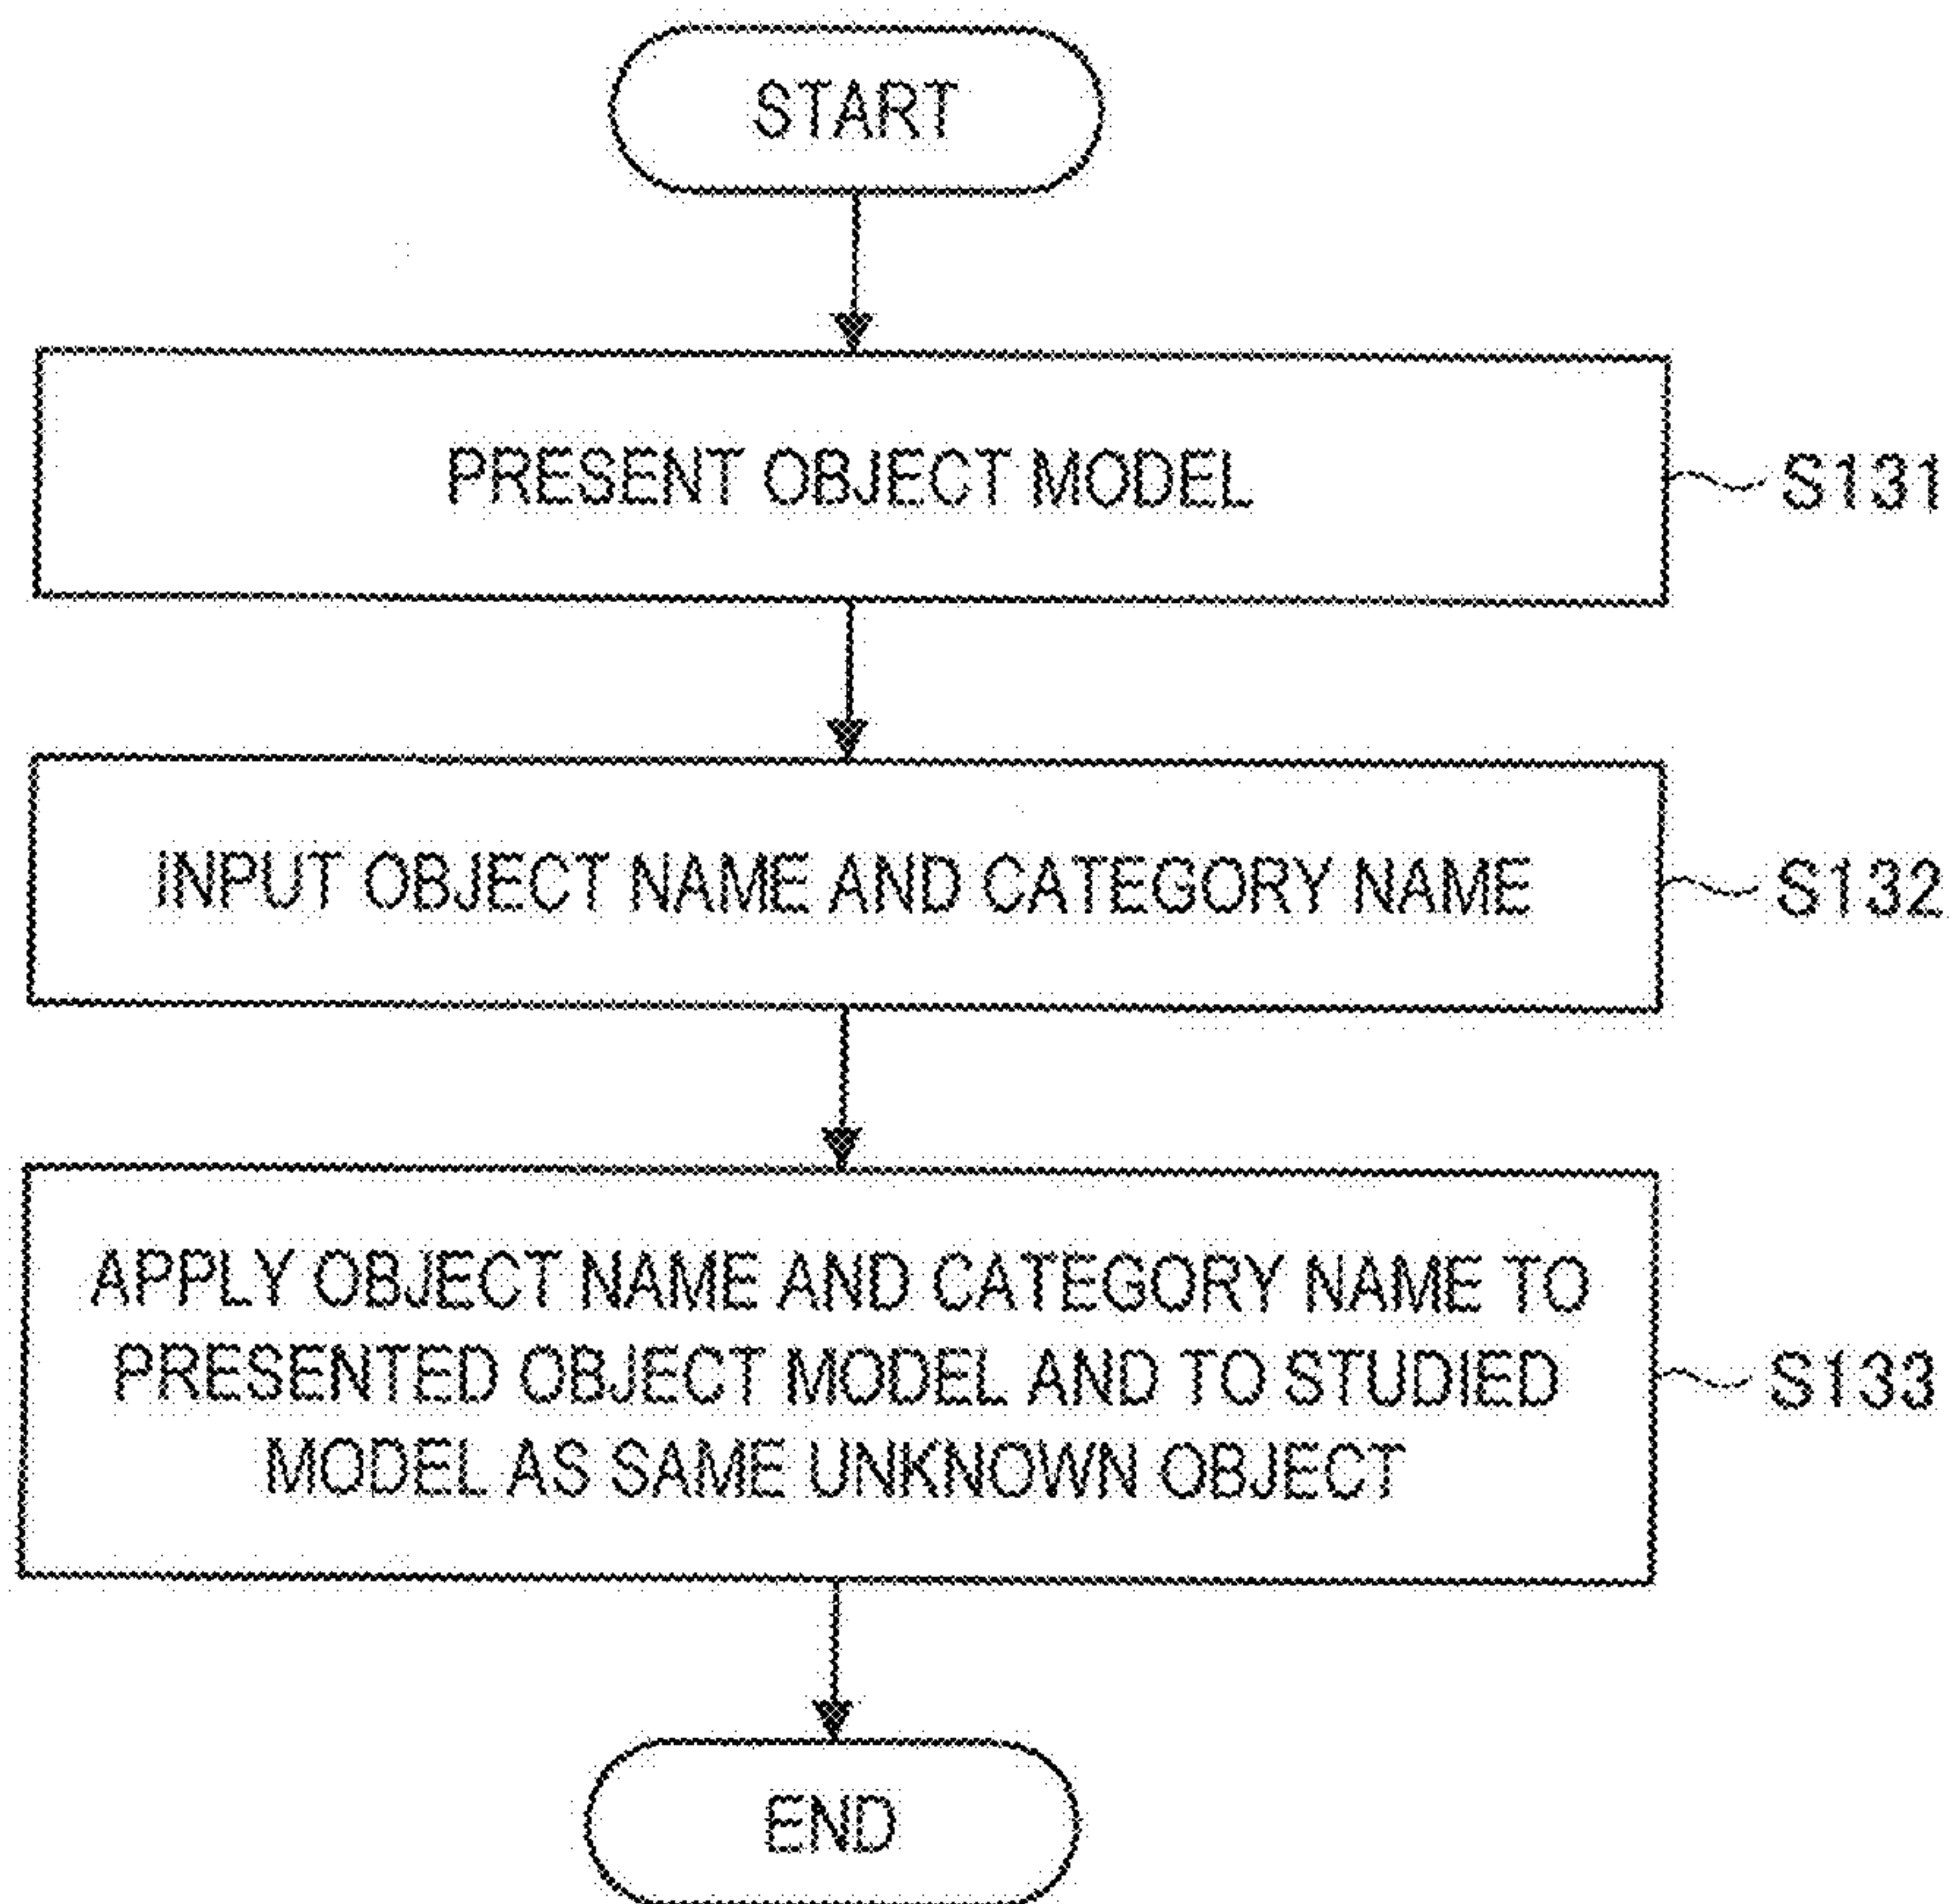 START
PRESENT OBJECT MODEL
S131
INPUT OBJECT NAME AND CATEGORY NAME
S132
APPLY OBJECT NAME AND CATEGORY NAME TO
PRESENTED OBJECT MODEL AND TO STUDIED
MODEL AS SAME UNKNOWN OBJECT
S133
END